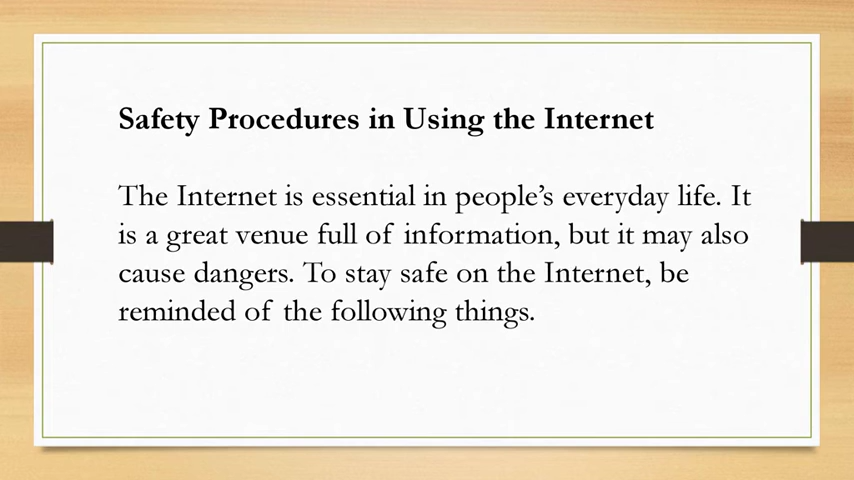 Safety Procedures in Using the Internet
The Internet is essential in people’s everyday life. It
is a great venue full of information, but it may also
cause dangers. To stay safe on the Internet, be
reminded of the following things.